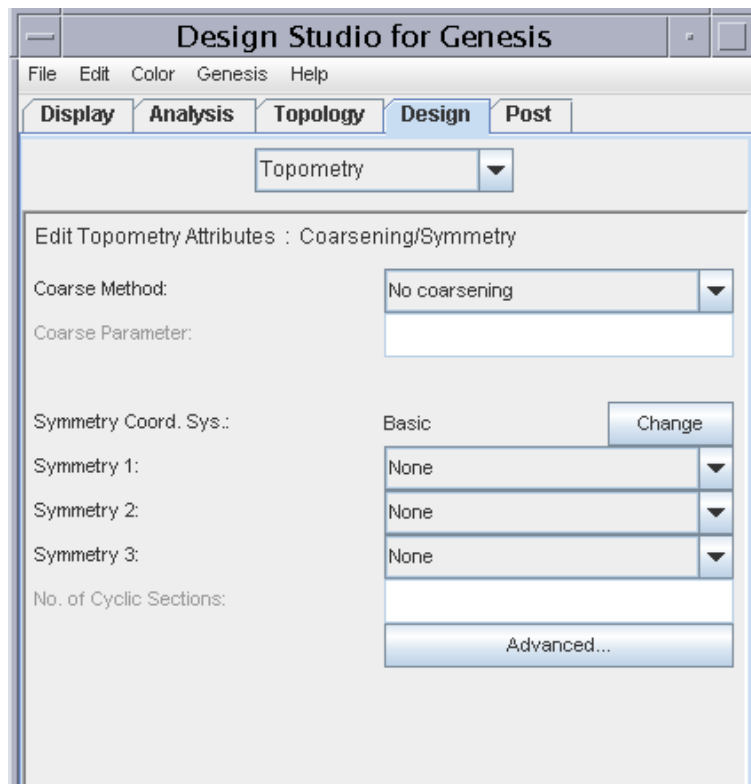 Design Studio for Genesis
File Edit Color Genesis Help
Display Analysis Topology Design Post
Topometry
Edit Topometry Attributes : Coarsening/Symmetry
Coarse Method: No coarsening
Coarse Parameter:
Symmetry Coord. Sys.: Basic Change
Symmetry 1: None
Symmetry 2: None
Symmetry 3: None
No. of Cyclic Sections:
Advanced...